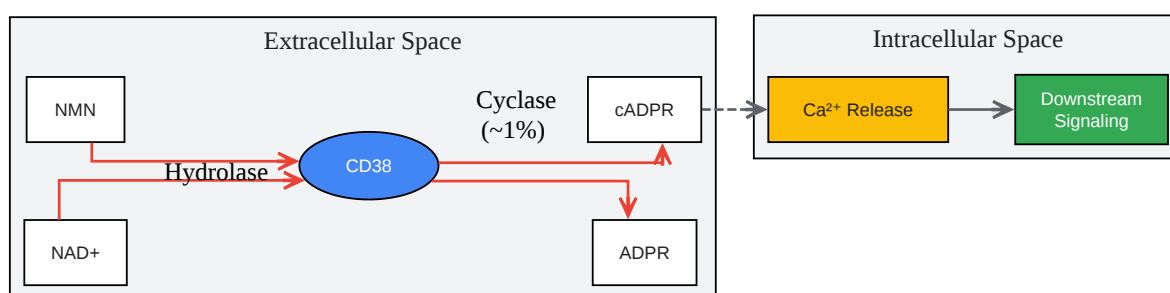 Extracellular Space
Intracellular Space
NMN
Cyclase
(~1%)
cADPR
Ca²⁺ Release
Downstream
Signaling
Hydrolase
CD38
NAD+
ADPR